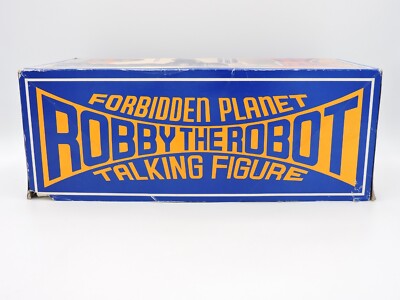 FORBIDDEN PLANET
ROBBY THE ROBOT
TALKING FIGURE